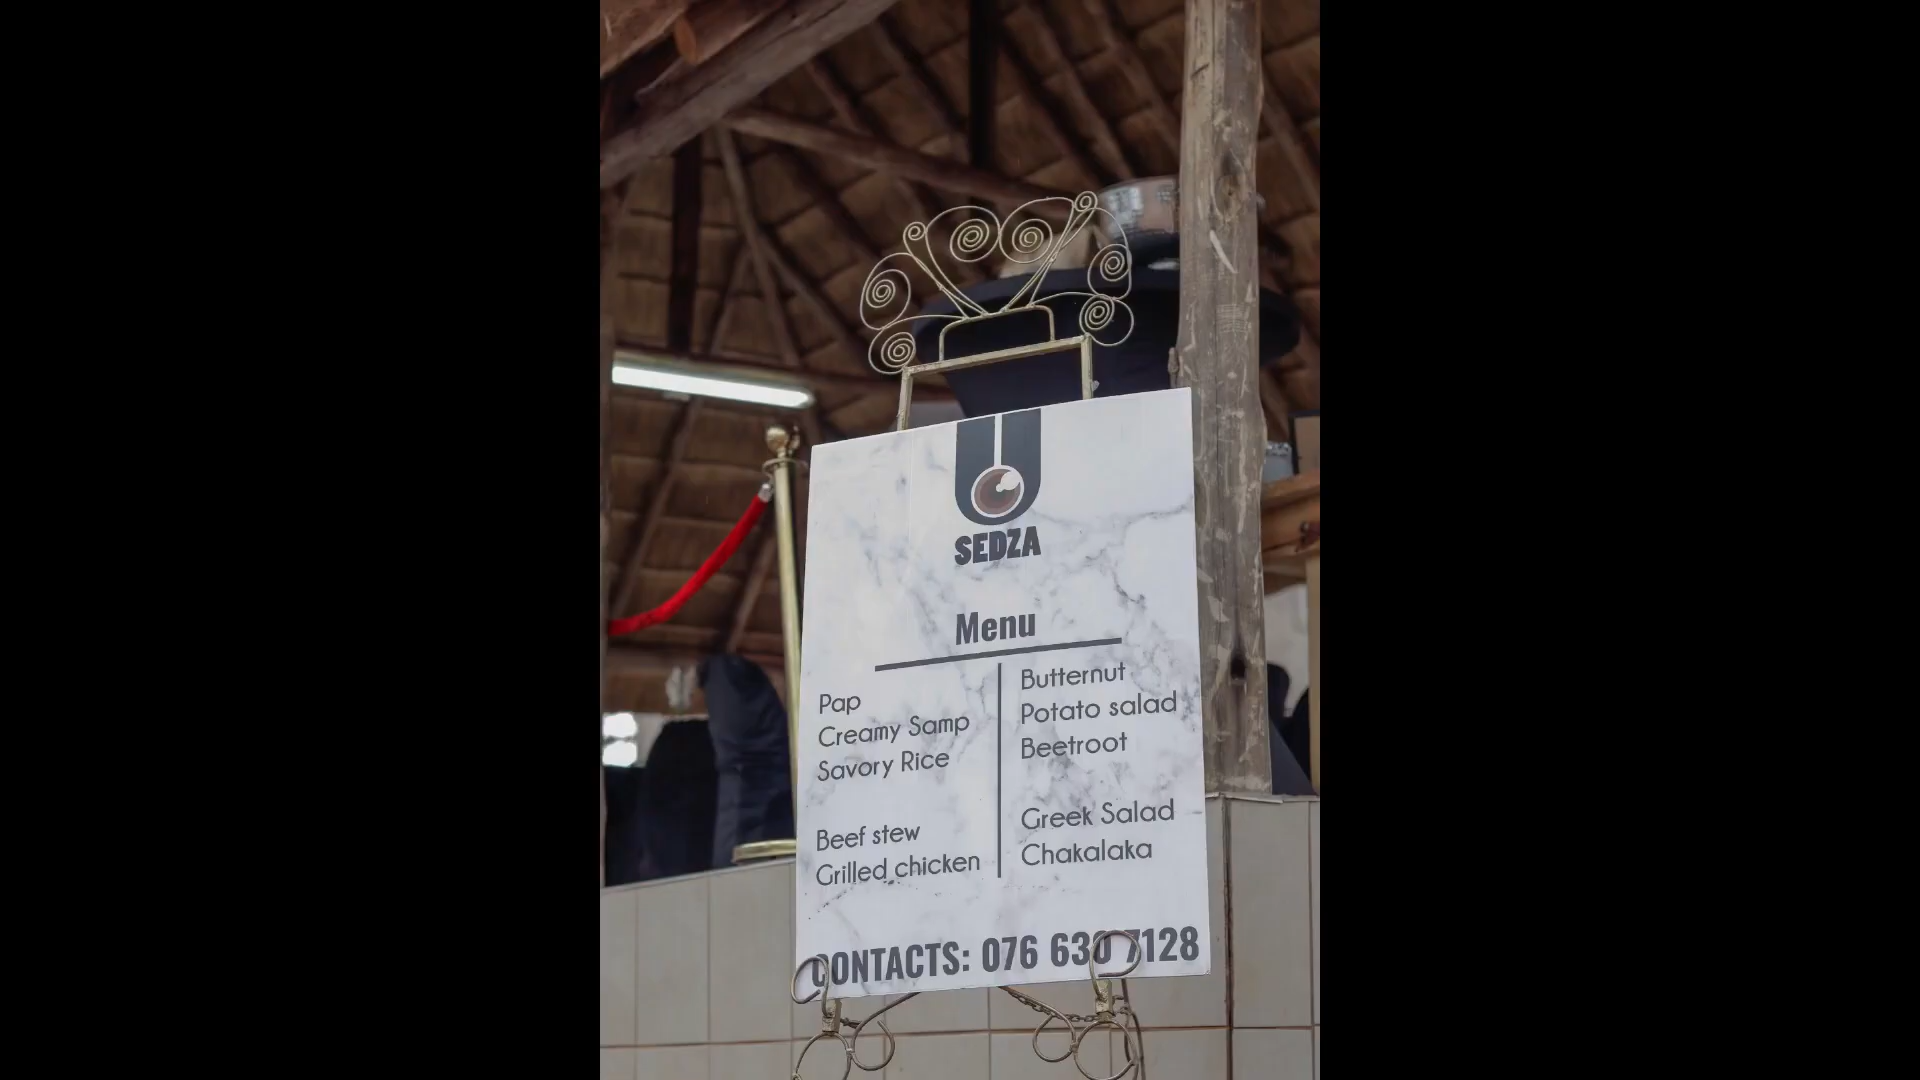 SEDZA
Menu
Pap
Creamy Samp
Savory Rice
Beef stew
Grilled chicken
Butternut
Potato salad
Beetroot
Greek Salad
Chakalaka
CONTACTS: 076 630 7128